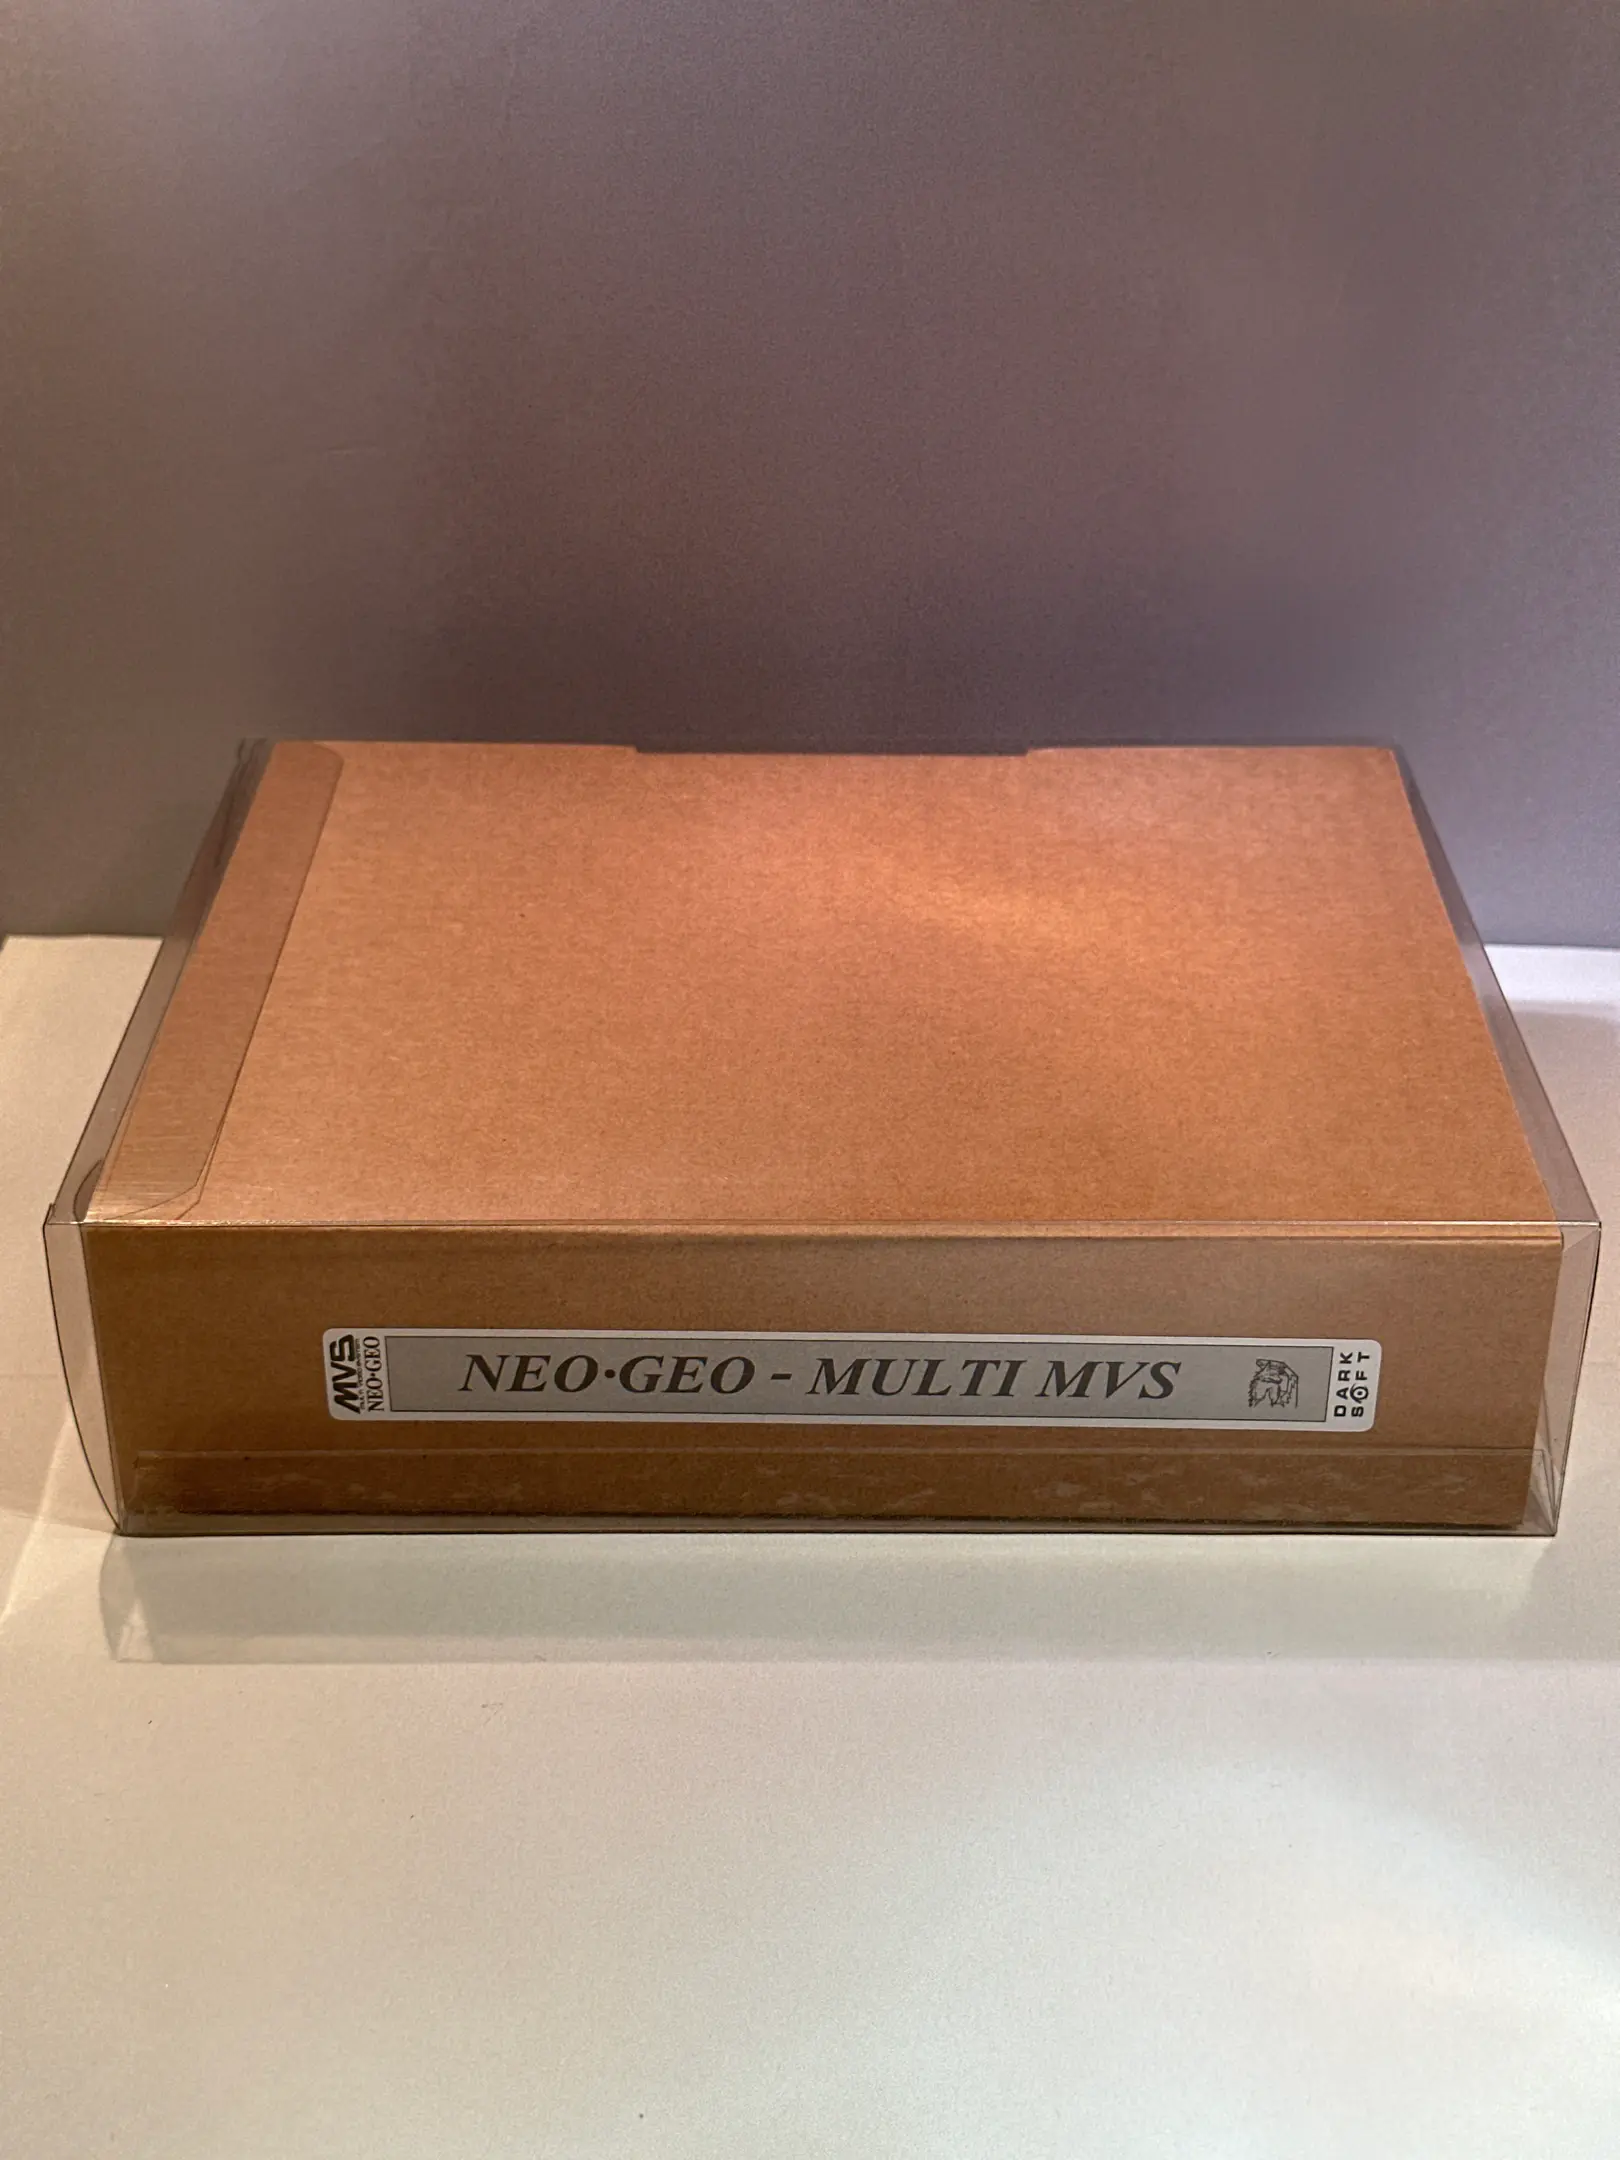 MVS
NEO•GEO
NEO•GEO - MULTI MVS
DARK
SOFT